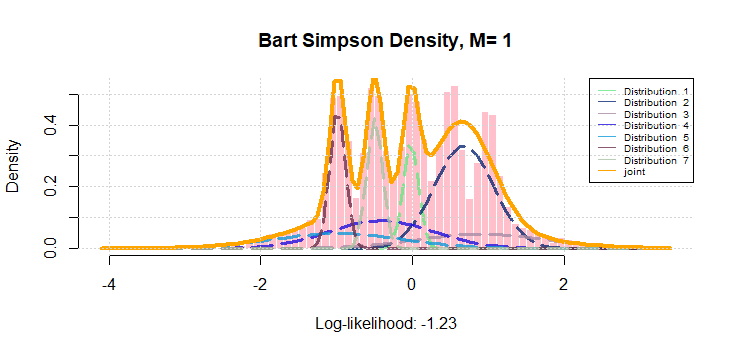 Bart Simpson Density, M= 1
Density
0.0
0.2
0.4
Distribution 1
Distribution 2
Distribution 3
Distribution 4
Distribution 5
Distribution 6
Distribution 7
joint
-4
-2
0
2
Log-likelihood: -1.23